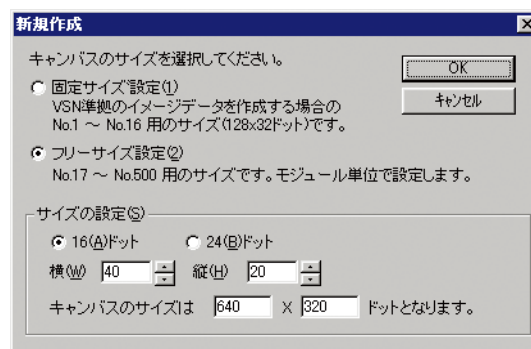 新規作成
キャンバスのサイズを選択してください。
OK
キャンセル
固定サイズ設定(1)
VSN準拠のイメージデータを作成する場合の
No.1 ～ No.16 用のサイズ(128x32ドット)です。
フリーサイズ設定(2)
No.17 ～ No.500 用のサイズです。モジュール単位で設定します。
サイズの設定(S)
16(A)ドット 24(B)ドット
横(W) 40 縦(H) 20
キャンバスのサイズは 640 X 320 ドットとなります。